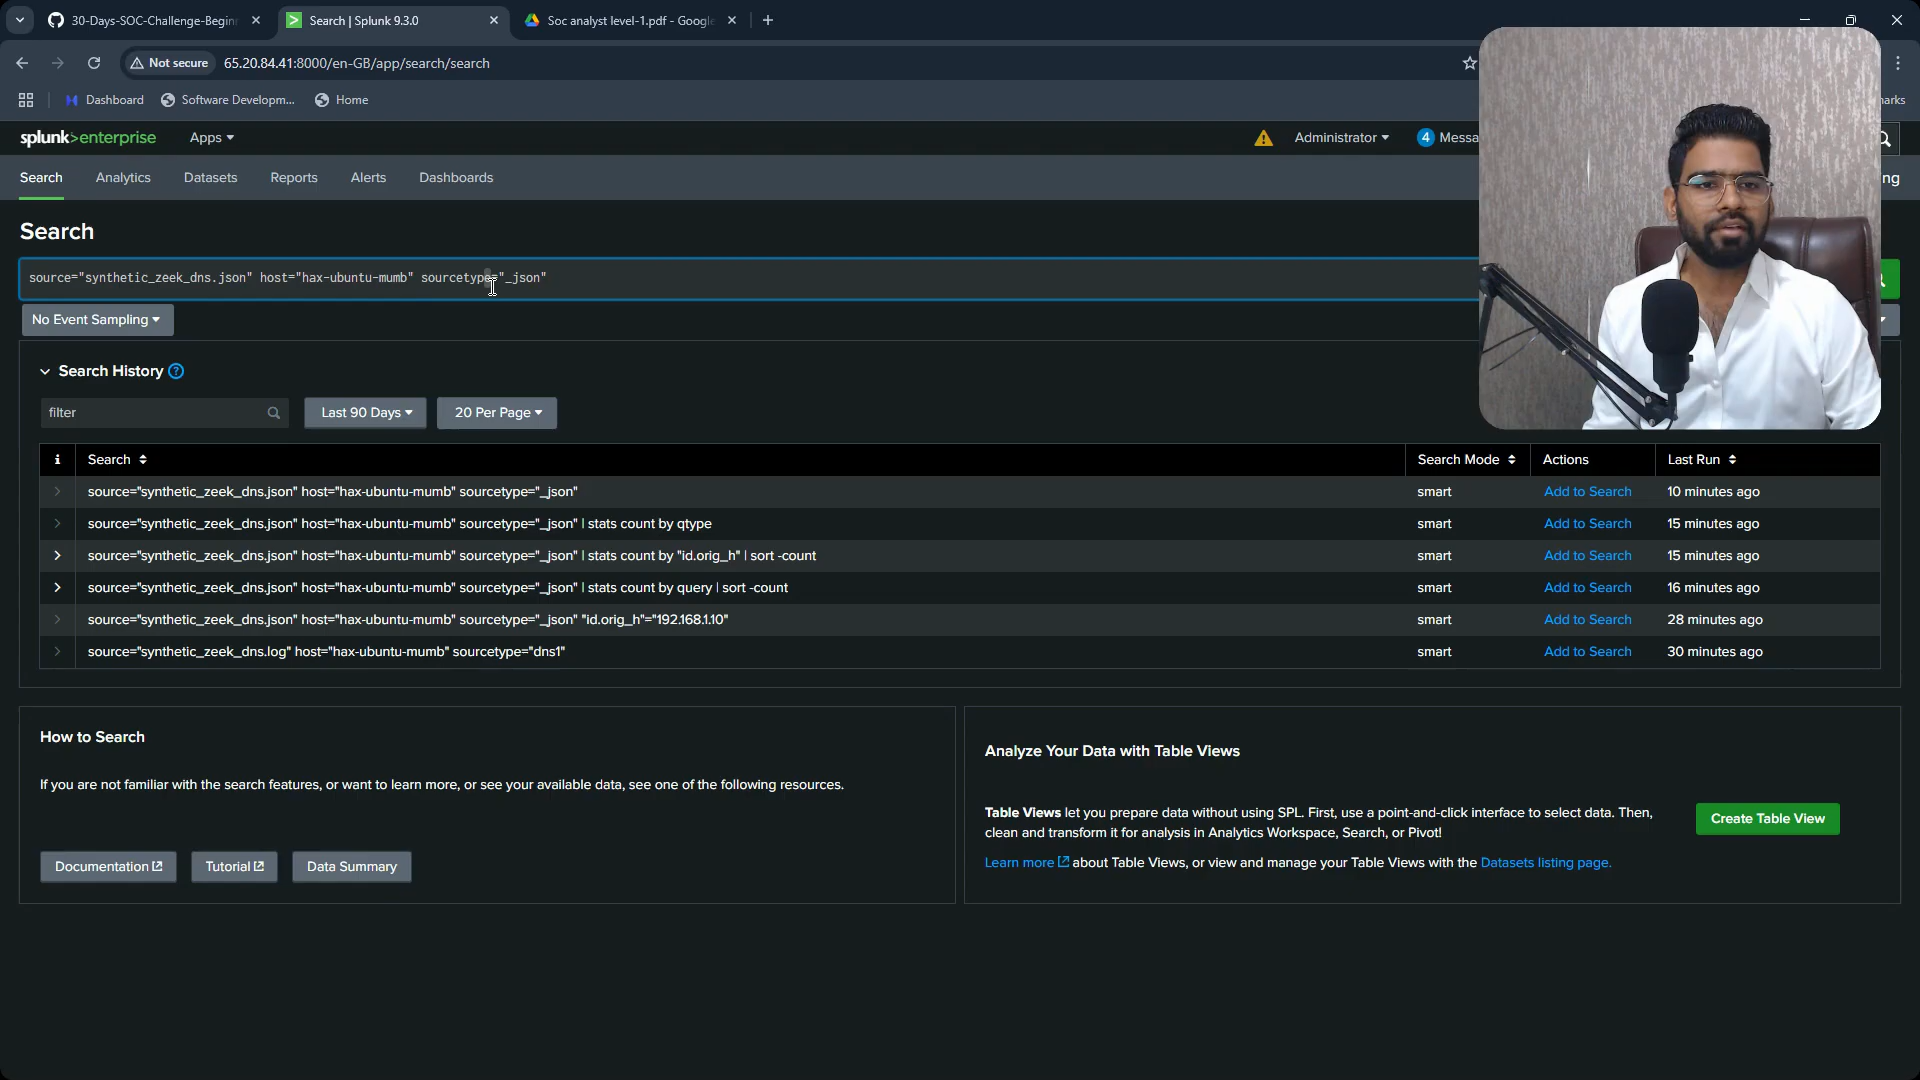 30-Days-SOC-Challenge-Beginn
Search | Splunk 9.3.0
Soc analyst level-1.pdf - Google
Not secure
65.20.84.41:8000/en-GB/app/search/search
Dashboard
Software Developm...
Home
arks
splunk>enterprise
Apps
Administrator
4
Messa
Search
Analytics
Datasets
Reports
Alerts
Dashboards
ng
Search
source="synthetic_zeek_dns.json" host="hax-ubuntu-mumb" sourcetype="_json"
No Event Sampling
Search History
?
filter
Last 90 Days
20 Per Page
i
Search
Search Mode
Actions
Last Run
source="synthetic_zeek_dns.json" host="hax-ubuntu-mumb" sourcetype="_json"
smart
Add to Search
10 minutes ago
source="synthetic_zeek_dns.json" host="hax-ubuntu-mumb" sourcetype="_json" | stats count by qtype
smart
Add to Search
15 minutes ago
source="synthetic_zeek_dns.json" host="hax-ubuntu-mumb" sourcetype="_json" | stats count by "id.orig_h" | sort -count
smart
Add to Search
15 minutes ago
source="synthetic_zeek_dns.json" host="hax-ubuntu-mumb" sourcetype="_json" | stats count by query | sort -count
smart
Add to Search
16 minutes ago
source="synthetic_zeek_dns.json" host="hax-ubuntu-mumb" sourcetype="_json" "id.orig_h"="192.168.1.10"
smart
Add to Search
28 minutes ago
source="synthetic_zeek_dns.log" host="hax-ubuntu-mumb" sourcetype="dns1"
smart
Add to Search
30 minutes ago
How to Search
If you are not familiar with the search features, or want to learn more, or see your available data, see one of the following resources.
Documentation
Tutorial
Data Summary
Analyze Your Data with Table Views
Table Views let you prepare data without using SPL. First, use a point-and-click interface to select data. Then,
clean and transform it for analysis in Analytics Workspace, Search, or Pivot!
Learn more about Table Views, or view and manage your Table Views with the Datasets listing page.
Create Table View